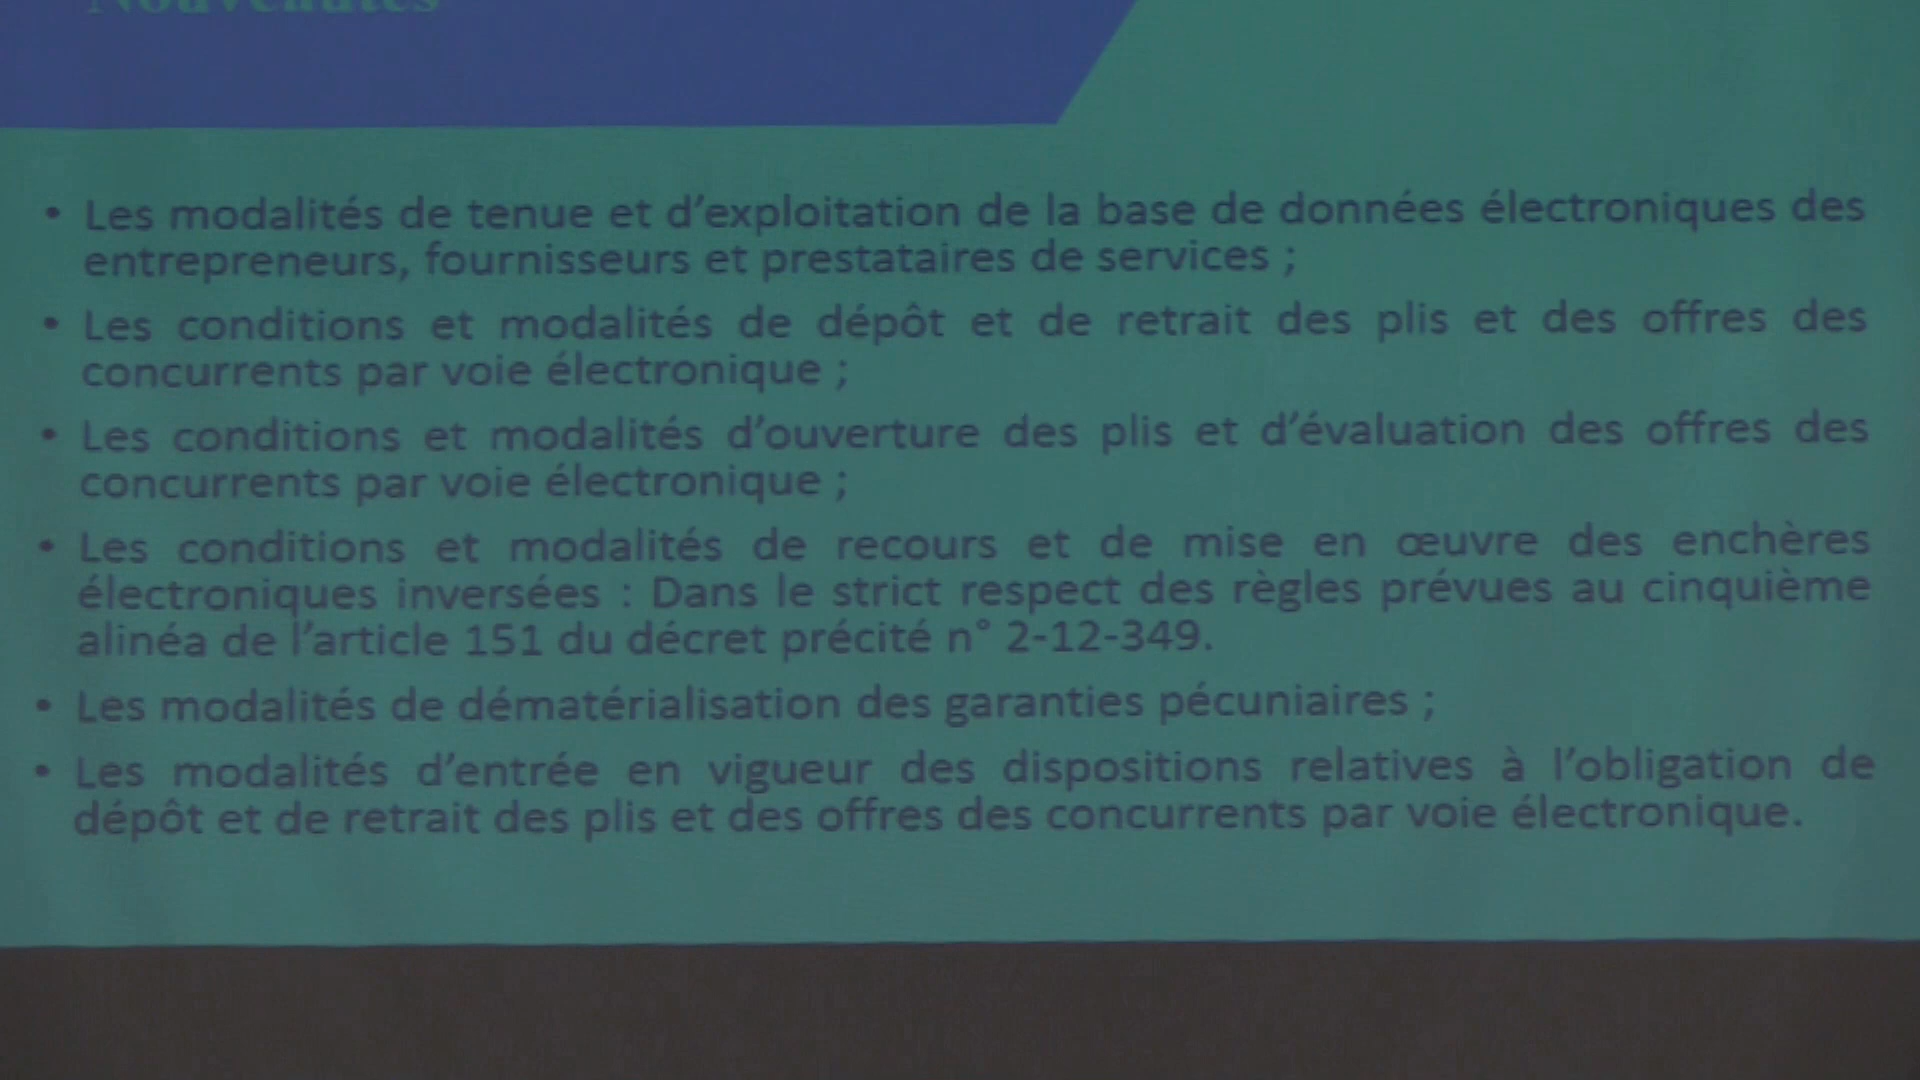 Nouveautés
• Les modalités de tenue et d’exploitation de la base de données électroniques des
entrepreneurs, fournisseurs et prestataires de services ;
• Les conditions et modalités de dépôt et de retrait des plis et des offres des
concurrents par voie électronique ;
• Les conditions et modalités d’ouverture des plis et d’évaluation des offres des
concurrents par voie électronique ;
• Les conditions et modalités de recours et de mise en œuvre des enchères
électroniques inversées : Dans le strict respect des règles prévues au cinquième
alinéa de l’article 151 du décret précité n° 2-12-349.
• Les modalités de dématérialisation des garanties pécuniaires ;
• Les modalités d’entrée en vigueur des dispositions relatives à l’obligation de
dépôt et de retrait des plis et des offres des concurrents par voie électronique.